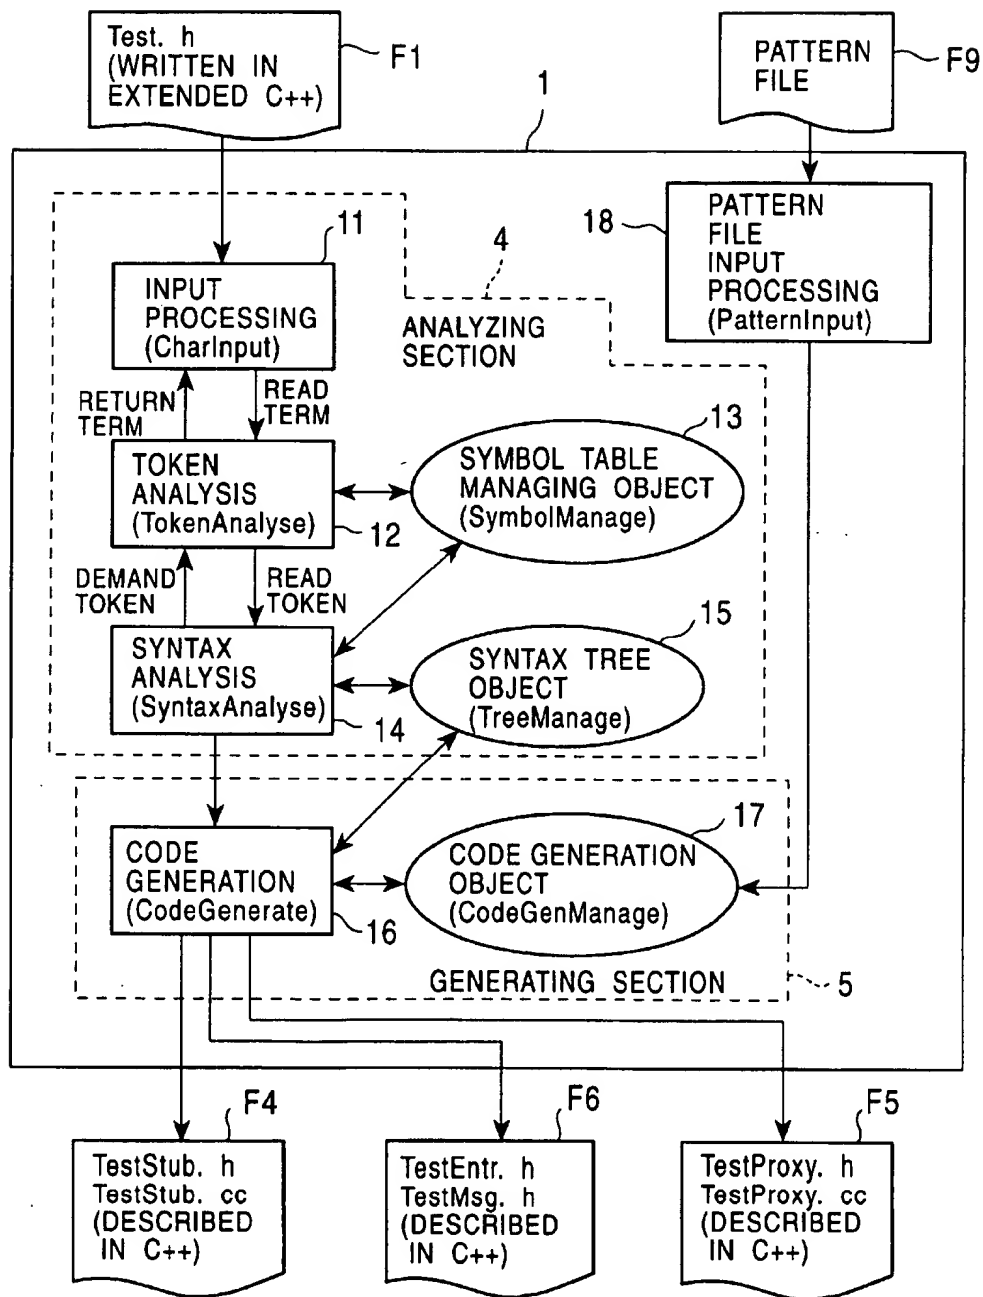 Test. h
(WRITTEN IN
EXTENDED C++)
F1
PATTERN
FILE
F9
1
11
INPUT
PROCESSING
(CharInput)
4
ANALYZING
SECTION
18
PATTERN
FILE
INPUT
PROCESSING
(PatternInput)
RETURN
TERM
READ
TERM
TOKEN
ANALYSIS
(TokenAnalyse)
12
13
SYMBOL TABLE
MANAGING OBJECT
(SymbolManage)
DEMAND
TOKEN
READ
TOKEN
SYNTAX
ANALYSIS
(SyntaxAnalyse)
14
15
SYNTAX TREE
OBJECT
(TreeManage)
CODE
GENERATION
(CodeGenerate)
16
17
CODE GENERATION
OBJECT
(CodeGenManage)
GENERATING SECTION
5
F4
TestStub. h
TestStub. cc
(DESCRIBED
IN C++)
F6
TestEntr. h
TestMsg. h
(DESCRIBED
IN C++)
F5
TestProxy. h
TestProxy. cc
(DESCRIBED
IN C++)